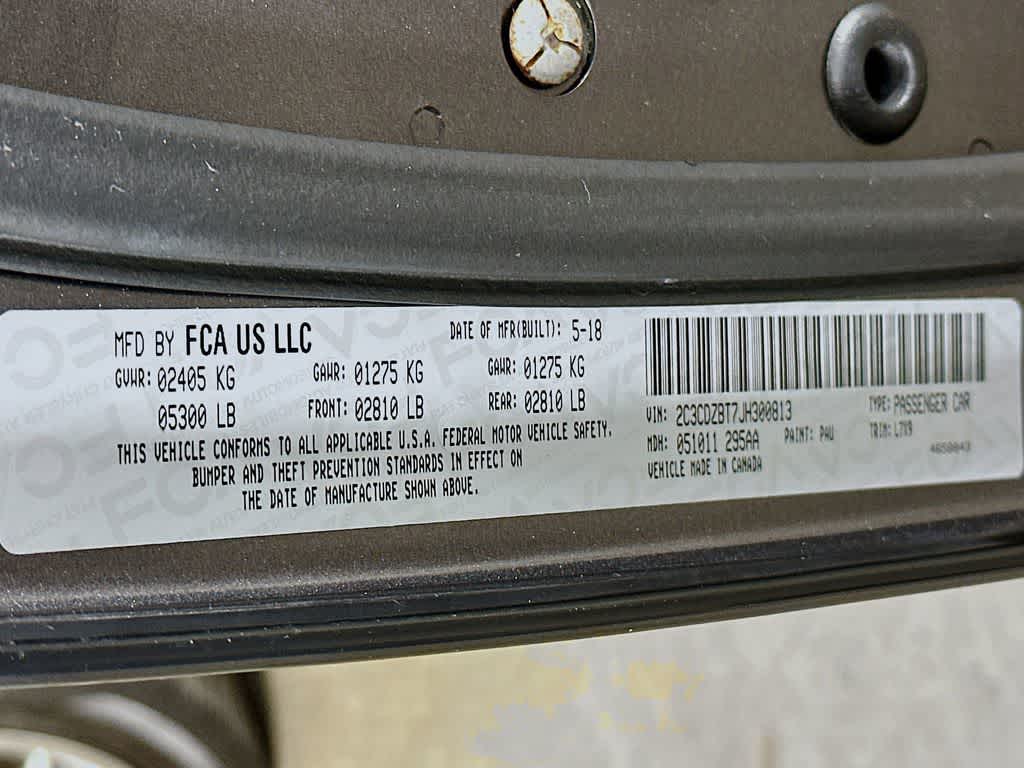 MFD BY FCA US LLC DATE OF MFR(BUILT): 5-18
GVWR: 02405 KG GAWR: 01275 KG GAWR: 01275 KG
05300 LB FRONT: 02810 LB REAR: 02810 LB
THIS VEHICLE CONFORMS TO ALL APPLICABLE U.S.A. FEDERAL MOTOR VEHICLE SAFETY,
BUMPER AND THEFT PREVENTION STANDARDS IN EFFECT ON
THE DATE OF MANUFACTURE SHOWN ABOVE.
VIN: 2C3CDZBT7JH300813 TYPE: PASSENGER CAR
MDH: 051011 295AA PAINT: PAU TRIM:
VEHICLE MADE IN CANADA